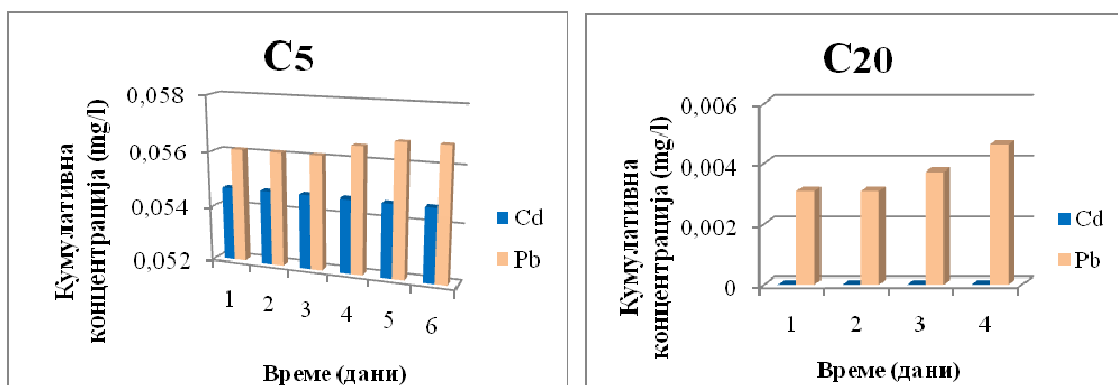 C5
0,058
0,056
0,054
0,052
Кумулативна
концентрација (mg/l)
1 2 3 4 5 6
Време (дани)
Cd
Pb
C20
0,006
0,004
0,002
0
Кумулативна
концентрација (mg/l)
1 2 3 4
Време (дани)
Cd
Pb